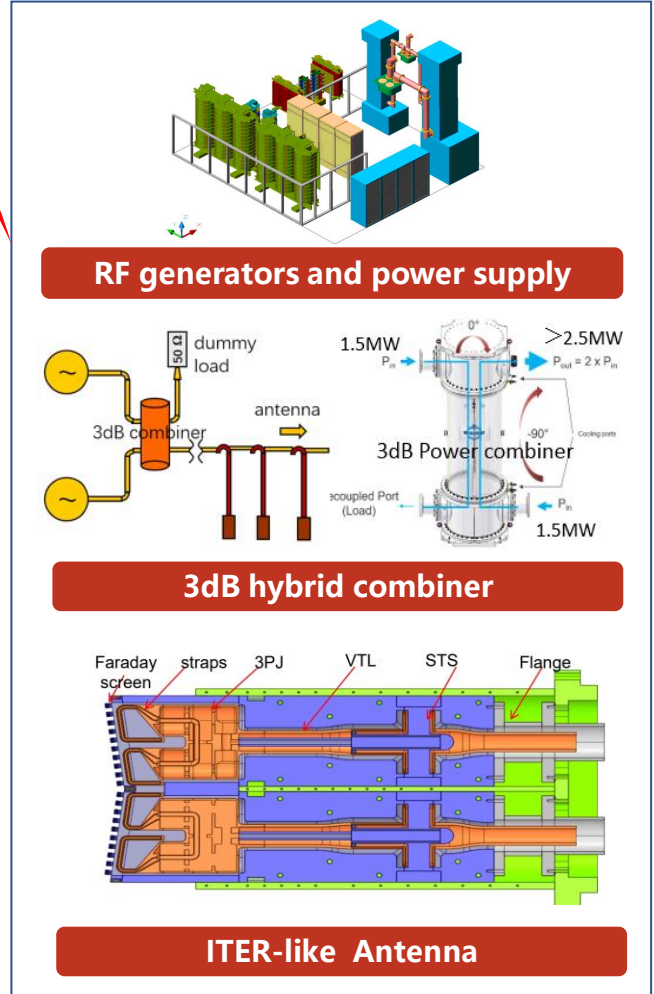 RF generators and power supply
50 Ω
dummy
load
3dB combiner
antenna
~
~
0°
1.5MW
>2.5MW
P_in
P_out = 2 x P_in
-90°
Cooling ports
3dB Power combiner
ecoupled Port
(Load)
P_in
1.5MW
3dB hybrid combiner
Faraday
screen
straps
3PJ
VTL
STS
Flange
ITER-like Antenna